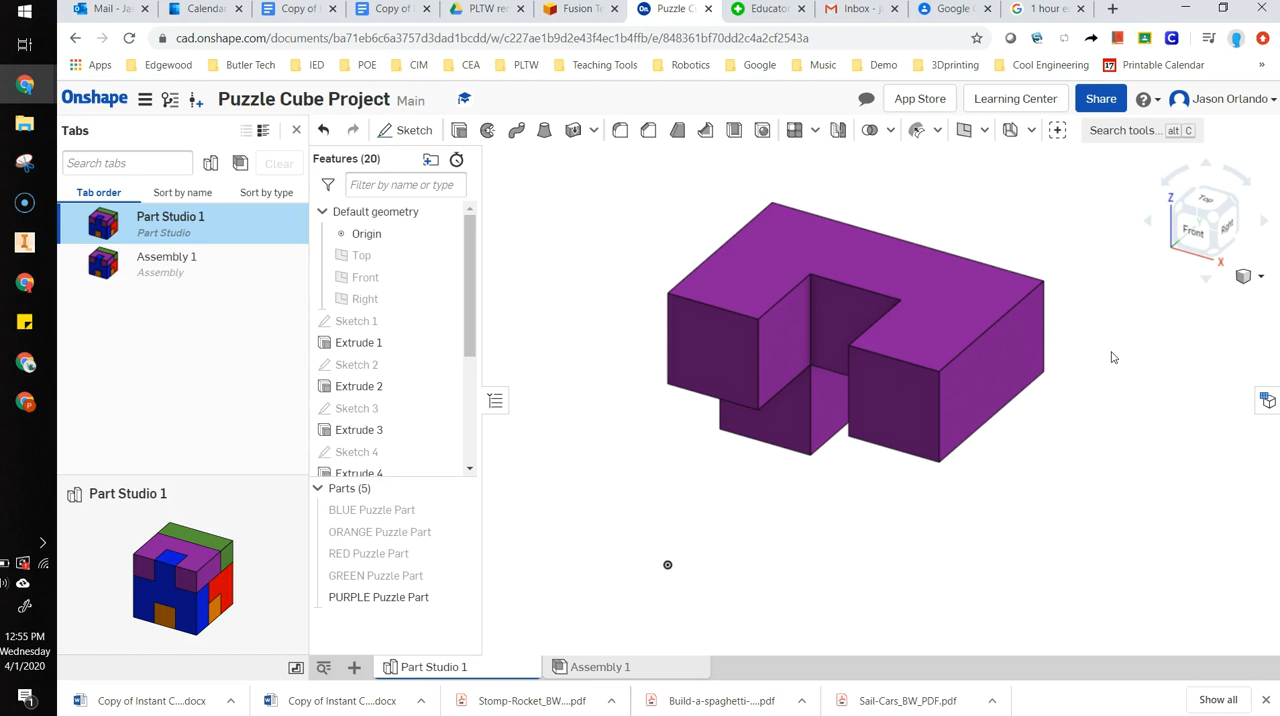 Mail - Ja:
Calendar
Copy of I
Copy of I
PLTW ren
Fusion Te
Puzzle Cu
Educator
Inbox - ji
Google C
1 hour ex
cad.onshape.com/documents/ba71eb6c6a3757d3dad1bcdd/w/c227ae1b9d2e43f4ec1b4ffb/e/848361bf70dd2c4a2cf2543a
Apps Edgewood Butler Tech IED POE CIM CEA PLTW Teaching Tools Robotics Google Music Demo 3Dprinting Cool Engineering 17 Printable Calendar »
Onshape Puzzle Cube Project Main App Store Learning Center Share Jason Orlando
Tabs
Sketch
Search tools... alt C
Search tabs
Clear
Tab order Sort by name Sort by type
Part Studio 1
Part Studio
Assembly 1
Assembly
Part Studio 1
Features (20)
Filter by name or type
Default geometry
Origin
Top
Front
Right
Sketch 1
Extrude 1
Sketch 2
Extrude 2
Sketch 3
Extrude 3
Sketch 4
Extrude 4
Parts (5)
BLUE Puzzle Part
ORANGE Puzzle Part
RED Puzzle Part
GREEN Puzzle Part
PURPLE Puzzle Part
Z
Top
Front
Right
X
Part Studio 1
Assembly 1
12:55 PM
Wednesday
4/1/2020
1
Copy of Instant C....docx
Copy of Instant C....docx
Stomp-Rocket_BW....pdf
Build-a-spaghetti-....pdf
Sail-Cars_BW_PDF.pdf
Show all